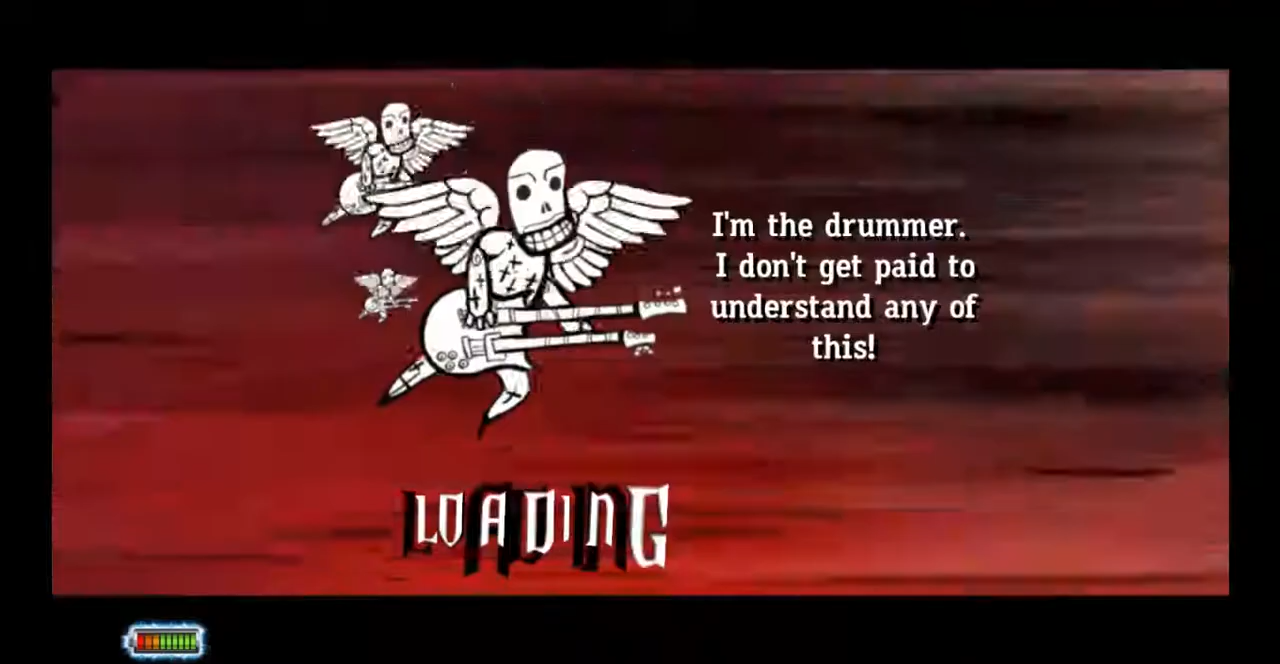 I'm the drummer.
I don't get paid to
understand any of
this!
LOADING